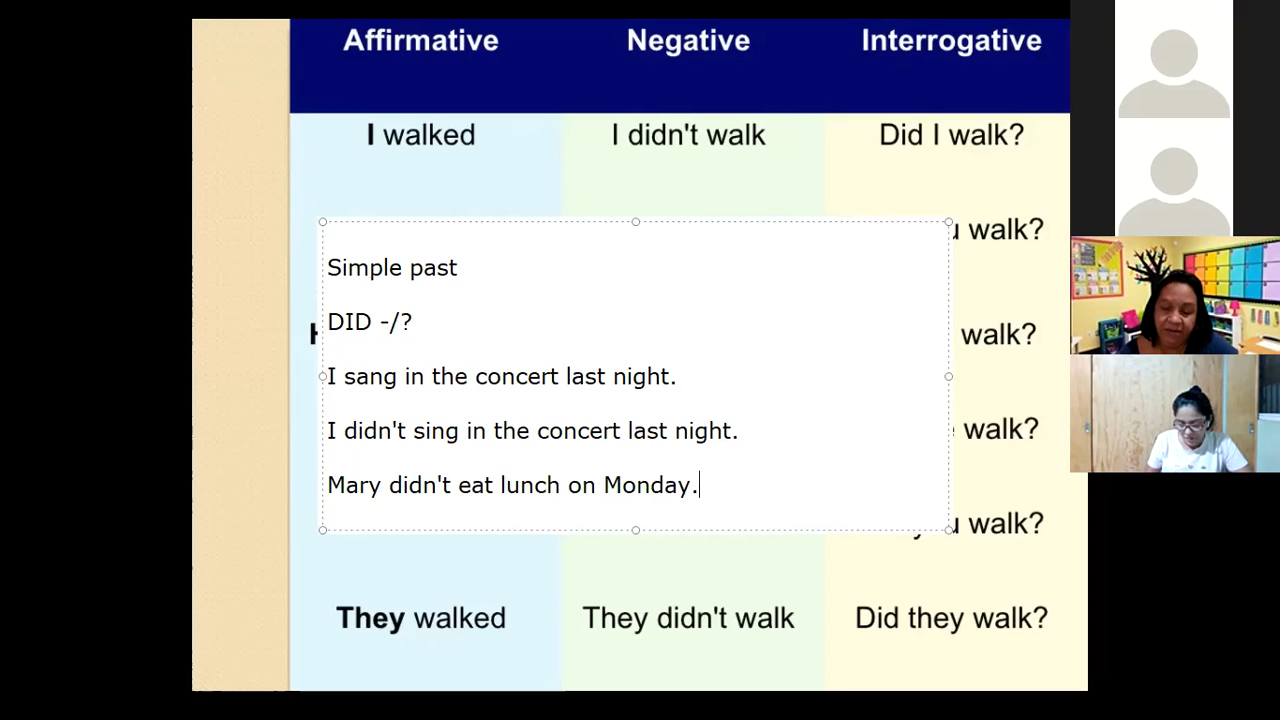 Affirmative Negative Interrogative
I walked I didn't walk Did I walk?
u walk?
Simple past
DID -/?
H walk?
I sang in the concert last night.
I didn't sing in the concert last night.
walk?
Mary didn't eat lunch on Monday.
you walk?
They walked They didn't walk Did they walk?